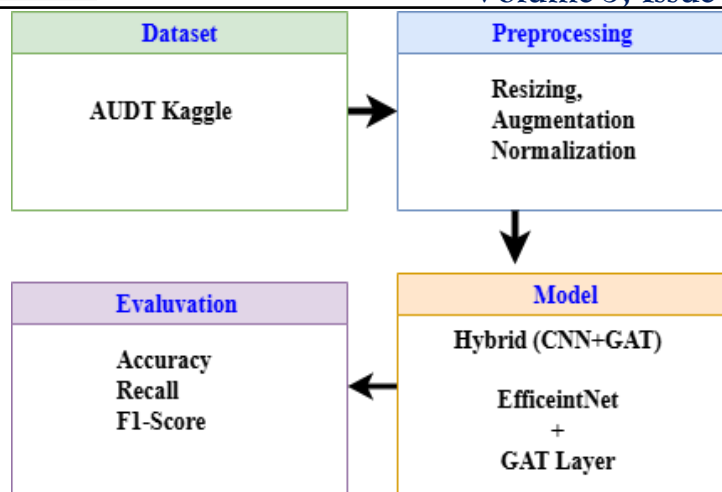 Dataset
AUDT Kaggle
Preprocessing
Resizing,
Augmentation
Normalization
Model
Hybrid (CNN+GAT)
EfficeintNet
+
GAT Layer
Evaluvation
Accuracy
Recall
F1-Score